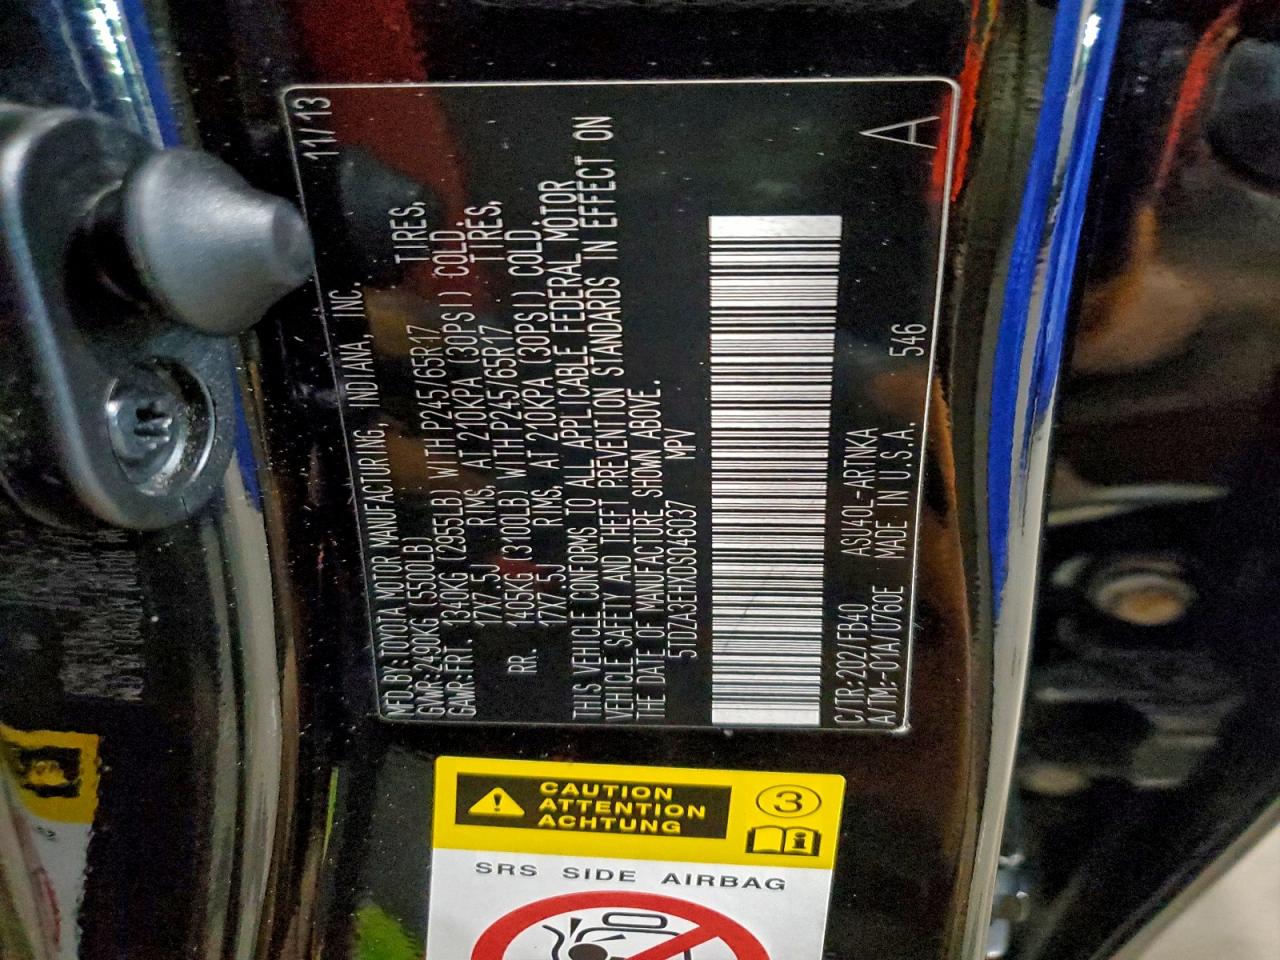 MFD.BY:TOYOTA MOTOR MANUFACTURING, INDIANA, INC. 11/13
GVWR:2490KG (5500LB)
GAWR:FRT 1340KG (2955LB) WITH P245/65R17 TIRES,
17X7.5J RIMS, AT 210KPA (30PSI) COLD.
RR. 1405KG (3100LB) WITH P245/65R17 TIRES,
17X7.5J RIMS, AT 210KPA (30PSI) COLD.
THIS VEHICLE CONFORMS TO ALL APPLICABLE FEDERAL MOTOR
VEHICLE SAFETY AND THEFT PREVENTION STANDARDS IN EFFECT ON
THE DATE OF MANUFACTURE SHOWN ABOVE.
5TDZA3EHXDS046037 MPV
C/TR:202/FB40 ASU40L-ARTNKA
A/TM:-01A/U760E MADE IN U.S.A. 546 A
CAUTION
ATTENTION
ACHTUNG
3
SRS SIDE AIRBAG